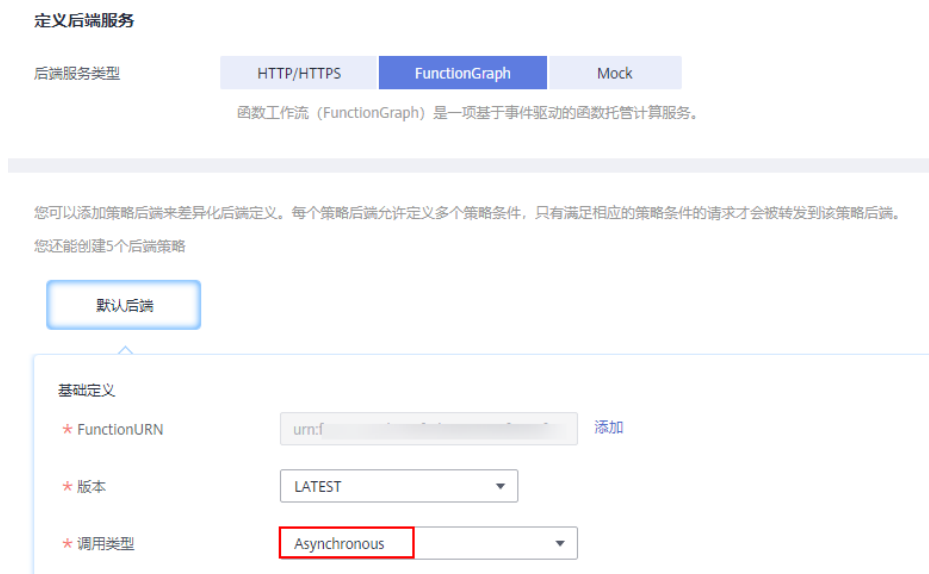 定义后端服务
后端服务类型 HTTP/HTTPS FunctionGraph Mock
函数工作流（FunctionGraph）是一项基于事件驱动的函数托管计算服务。
您可以添加策略后端来差异化后端定义。每个策略后端允许定义多个策略条件，只有满足相应的策略条件的请求才会被转发到该策略后端。
您还能创建5个后端策略
默认后端
基础定义
* FunctionURN urn:f 添加
* 版本 LATEST
* 调用类型 Asynchronous